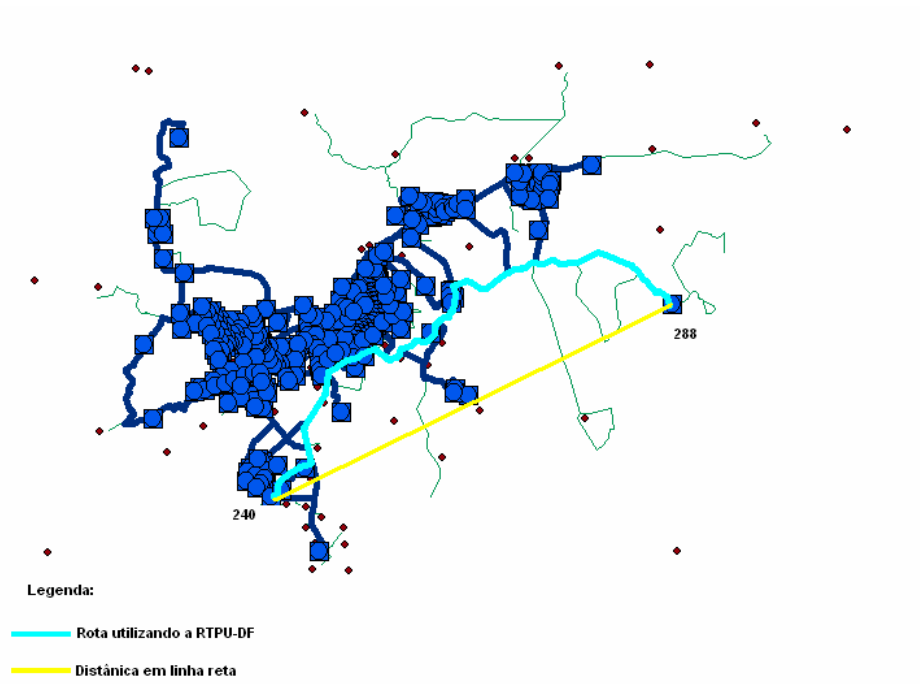 288
240
Legenda:
Rota utilizando a RTPU-DF
Distânica em linha reta